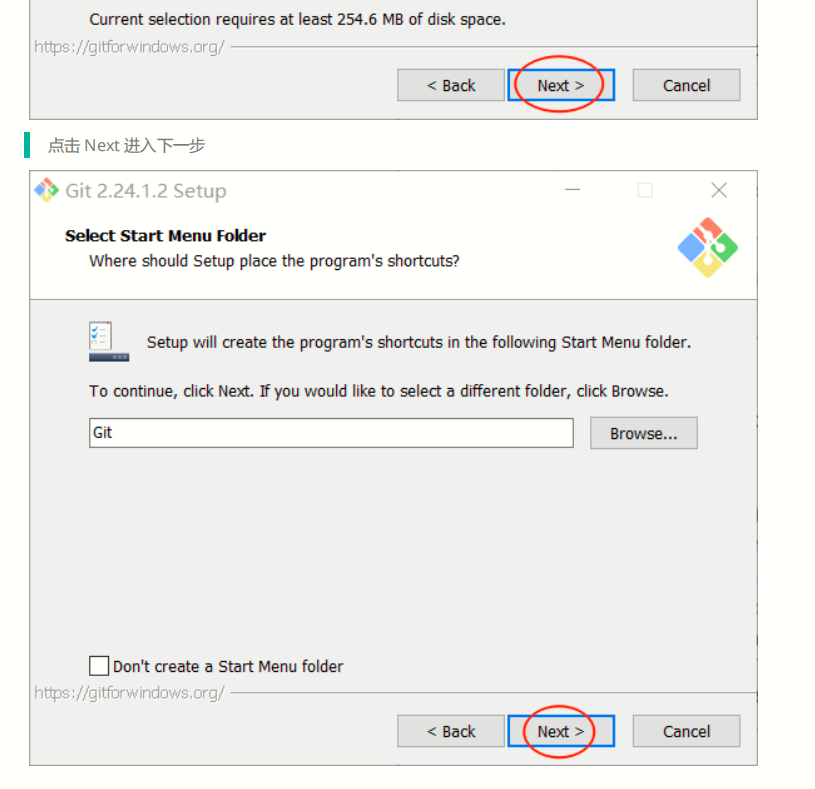 Current selection requires at least 254.6 MB of disk space.
https://gitforwindows.org/
< Back Next > Cancel
点击 Next 进入下一步
Git 2.24.1.2 Setup
Select Start Menu Folder
Where should Setup place the program's shortcuts?
Setup will create the program's shortcuts in the following Start Menu folder.
To continue, click Next. If you would like to select a different folder, click Browse.
Git Browse...
Don't create a Start Menu folder
https://gitforwindows.org/
< Back Next > Cancel